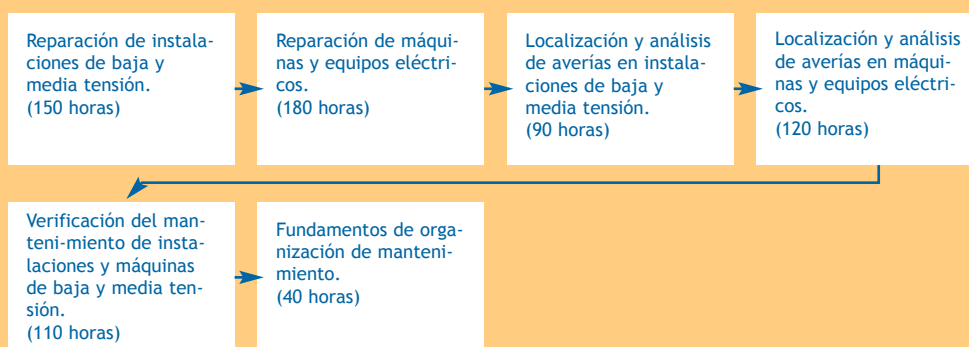 Reparación de instala-
ciones de baja y
media tensión.
(150 horas)
Reparación de máqui-
nas y equipos eléctri-
cos.
(180 horas)
Localización y análisis
de averías en instala-
ciones de baja y
media tensión.
(90 horas)
Localización y análisis
de averías en máqui-
nas y equipos eléctri-
cos.
(120 horas)
Verificación del man-
teni-miento de insta-
laciones y máquinas
de baja y media ten-
sión.
(110 horas)
Fundamentos de orga-
nización de manteni-
miento.
(40 horas)